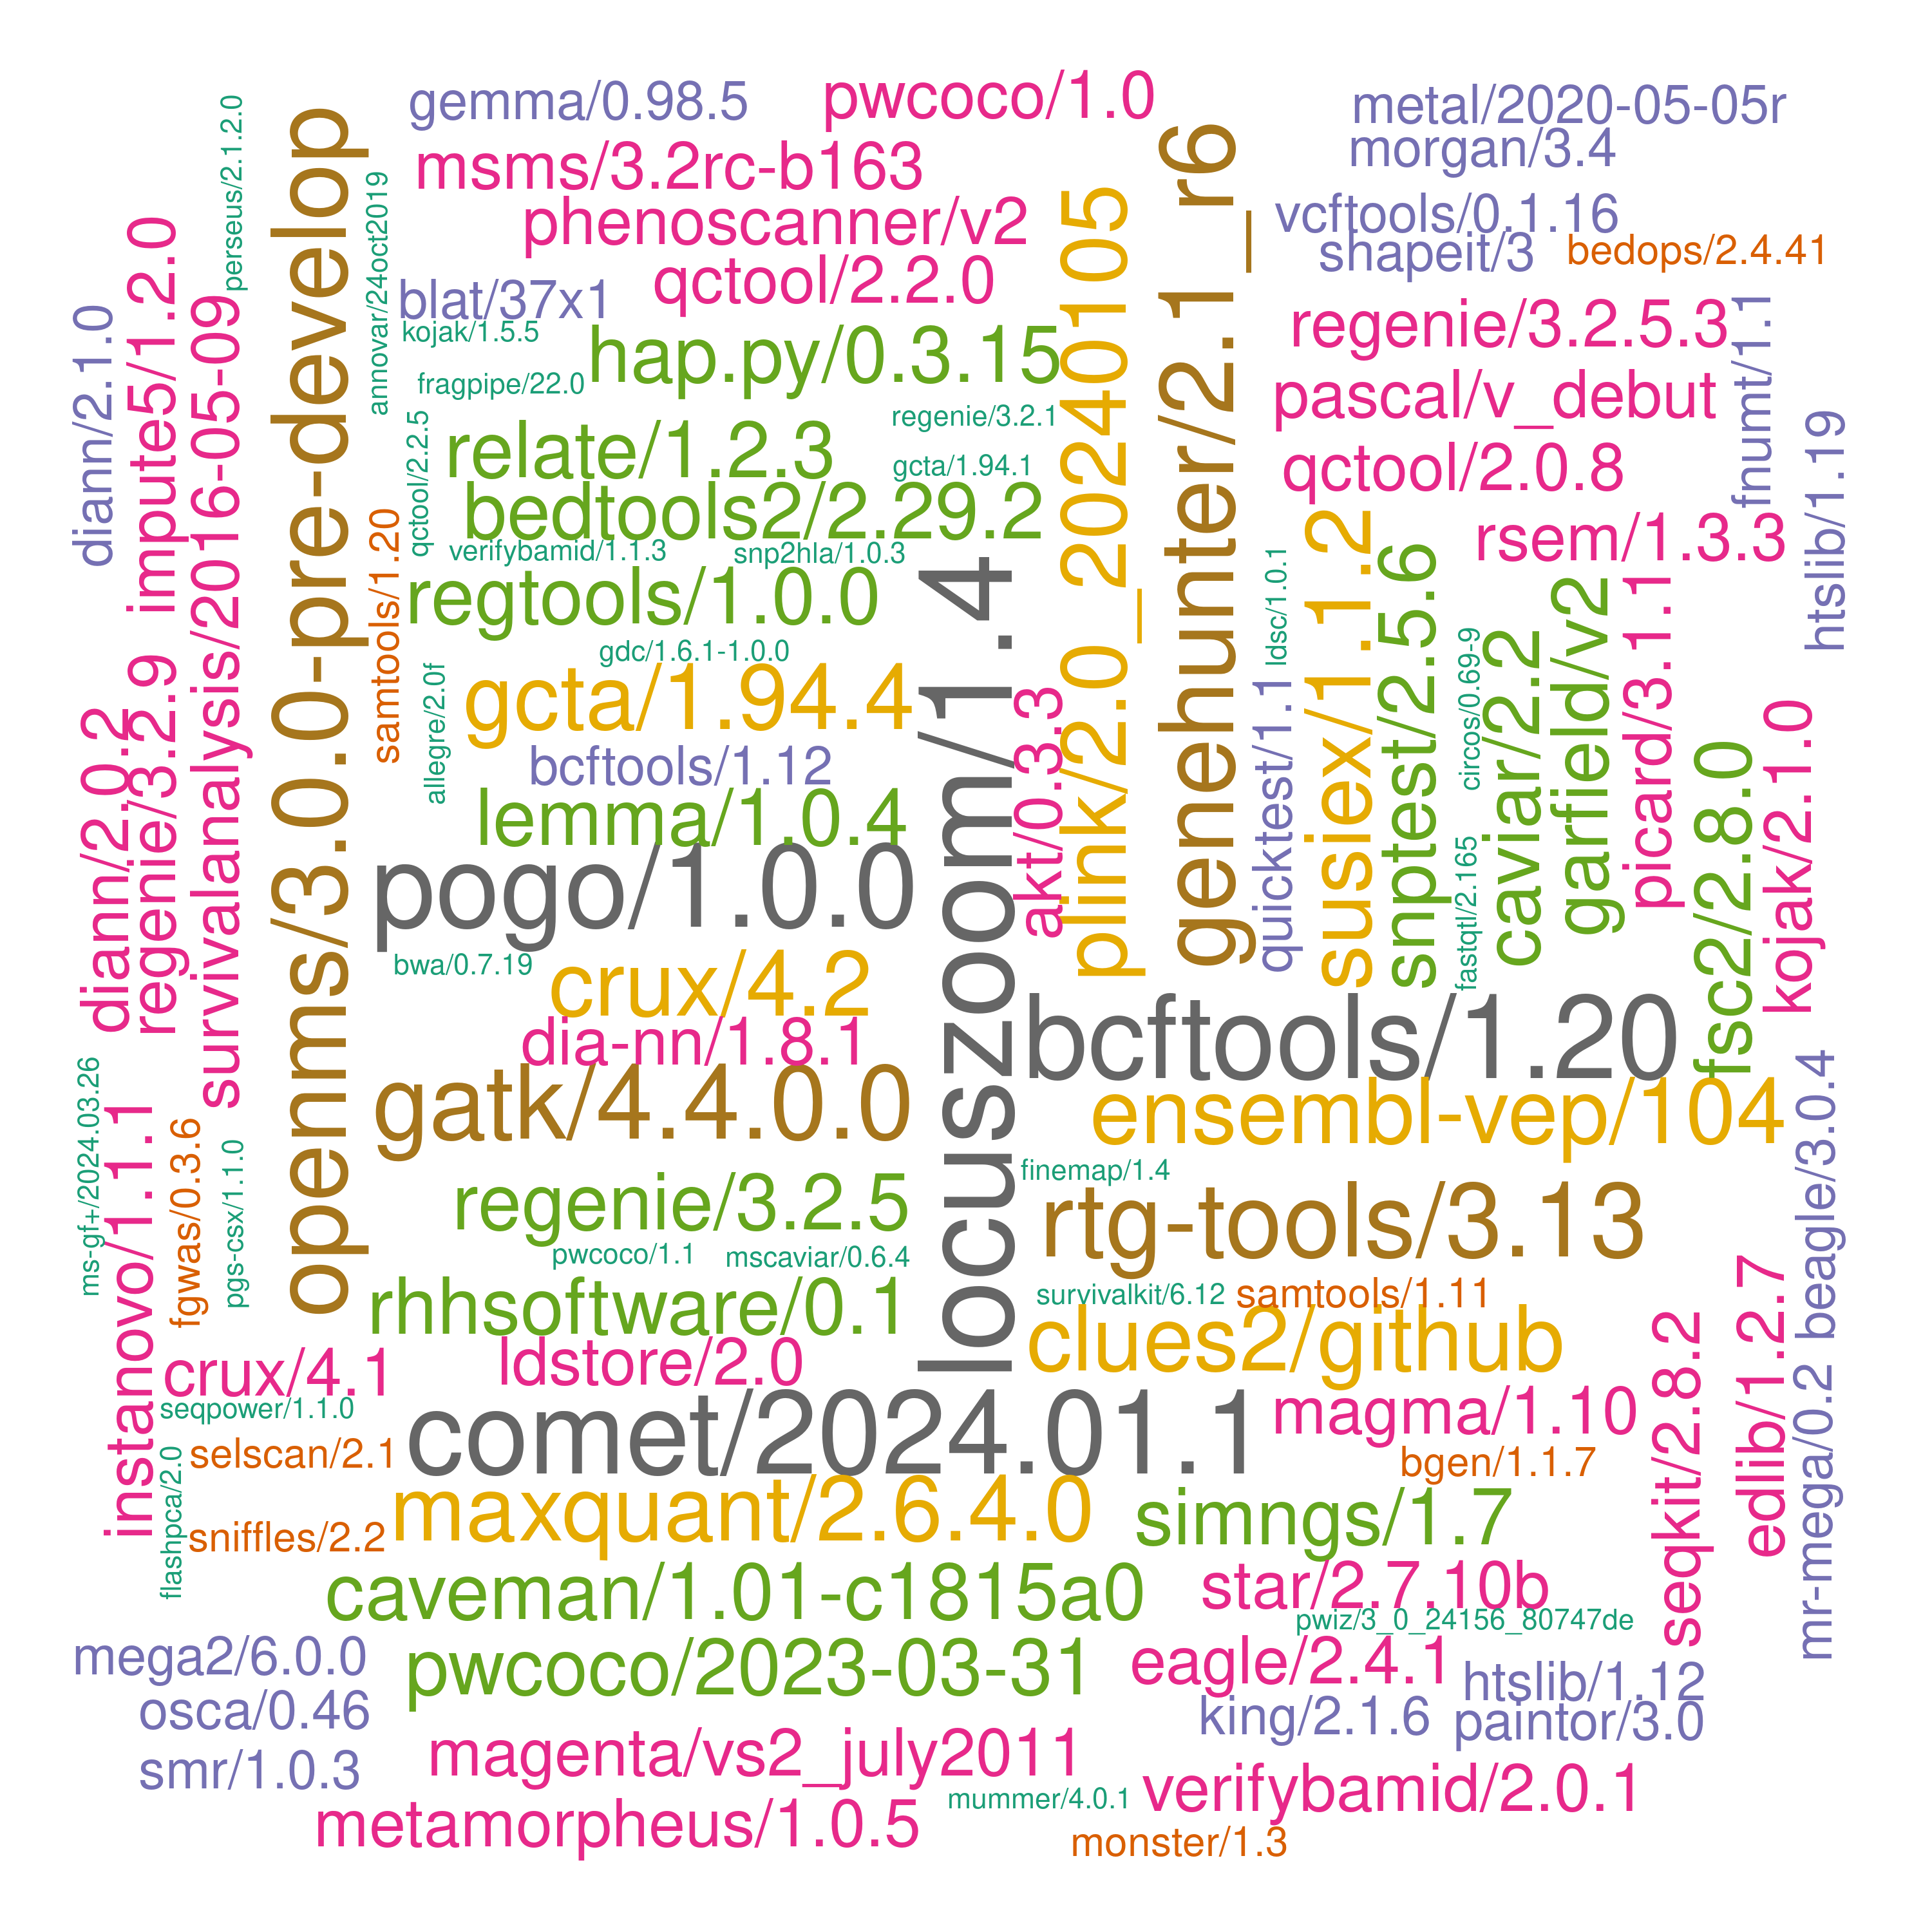 gemma/0.98.5
pwcoco/1.0
metal/2020-05-05r
morgan/3.4
msms/3.2rc-b163
phenoscanner/v2
vcftools/0.1.16
shapeit/3
bedops/2.4.41
perseus/2.1.2.0
openms/3.0.0-pre-develop
annovar/24oct2019
blat/37x1
qctool/2.2.0
plink/2.0_20240105
genehunter/2.1_r6
diann/2.1.0
impute5/1.2.0
survivalanalysis/2016-05-09
kojak/1.5.5
hap.py/0.3.15
regenie/3.2.5.3
fnumt/1.1
fragpipe/22.0
pascal/v_debut
regenie/3.2.1
htslib/1.19
qctool/2.2.5
relate/1.2.3
gcta/1.94.1
qctool/2.0.8
bedtools2/2.29.2
rsem/1.3.3
samtools/1.20
verifybamid/1.1.3
snp2hla/1.0.3
regtools/1.0.0
locuszoom/1.4
ldsc/1.0.1
susiex/1.1.2
snptest/2.5.6
garfield/v2
picard/3.1.1
gdc/1.6.1-1.0.0
allegre/2.0f
gcta/1.94.4
akt/0.3.3
quicktest/1.1
circos/0.69-9
caviar/2.2
diann/2.0.2
regenie/3.2.9
bcftools/1.12
fsc2/2.8.0
kojak/2.1.0
lemma/1.0.4
pogo/1.0.0
fastqtl/2.165
bwa/0.7.19
crux/4.2
dia-nn/1.8.1
bcftools/1.20
ms-gf+/2024.03.26
instanovo/1.1.1
fgwas/0.3.6
pgs-csx/1.1.0
gatk/4.4.0.0
ensembl-vep/104
beagle/3.0.4
finemap/1.4
regenie/3.2.5
rtg-tools/3.13
pwcoco/1.1
mscaviar/0.6.4
rhhsoftware/0.1
survivalkit/6.12
samtools/1.11
clues2/github
seqkit/2.8.2
edlib/1.2.7
mr-mega/0.2
crux/4.1
ldstore/2.0
seqpower/1.1.0
comet/2024.01.1
magma/1.10
selscan/2.1
bgen/1.1.7
flashpca/2.0
sniffles/2.2
maxquant/2.6.4.0
simngs/1.7
caveman/1.01-c1815a0
star/2.7.10b
pwiz/3_0_24156_80747de
mega2/6.0.0
pwcoco/2023-03-31
eagle/2.4.1
htslib/1.12
osca/0.46
king/2.1.6
paintor/3.0
smr/1.0.3
magenta/vs2_july2011
mummer/4.0.1
verifybamid/2.0.1
metamorpheus/1.0.5
monster/1.3